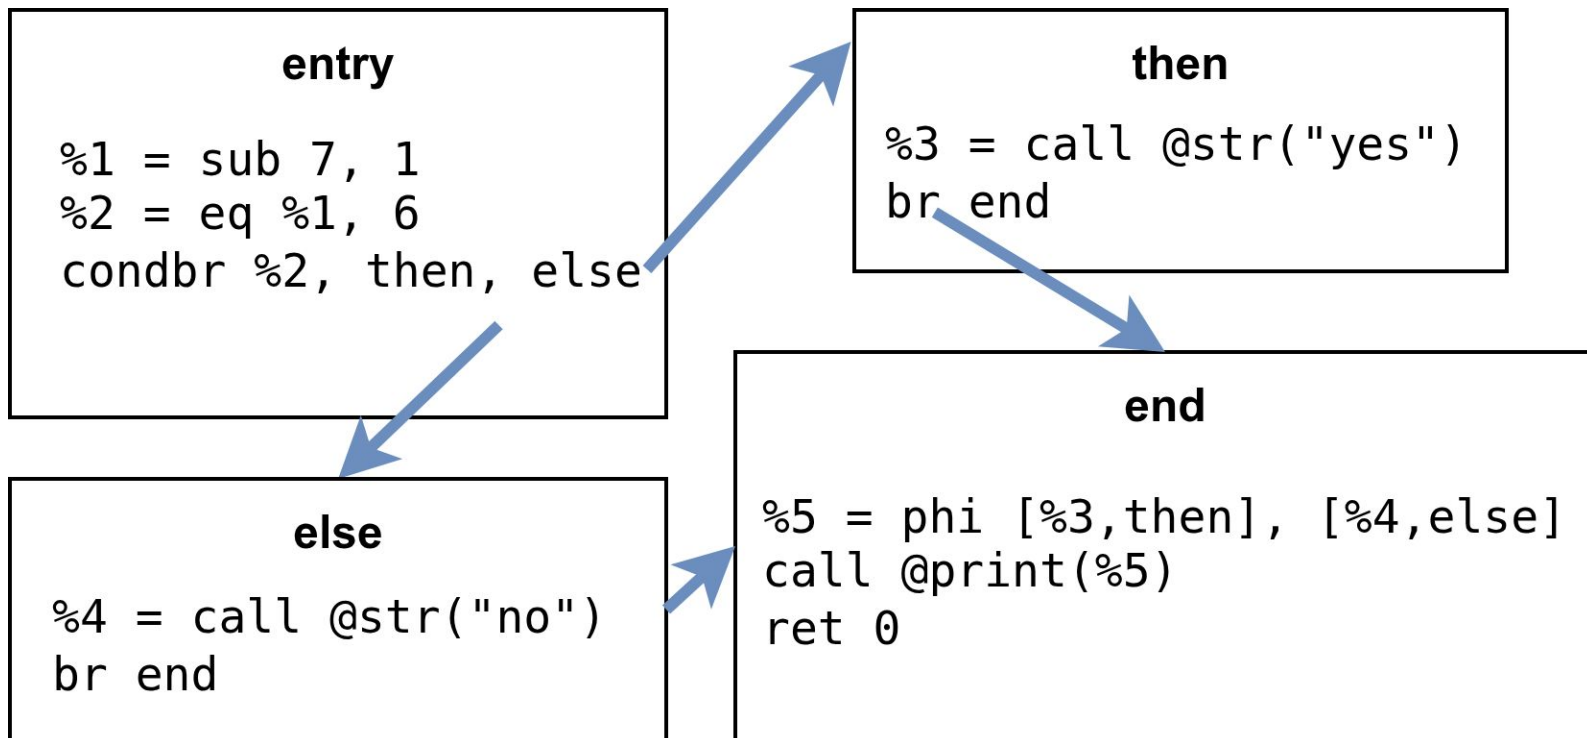 entry
%1 = sub 7, 1
%2 = eq %1, 6
condbr %2, then, else
then
%3 = call @str("yes")
br end
else
%4 = call @str("no")
br end
end
%5 = phi [%3,then], [%4,else]
call @print(%5)
ret 0